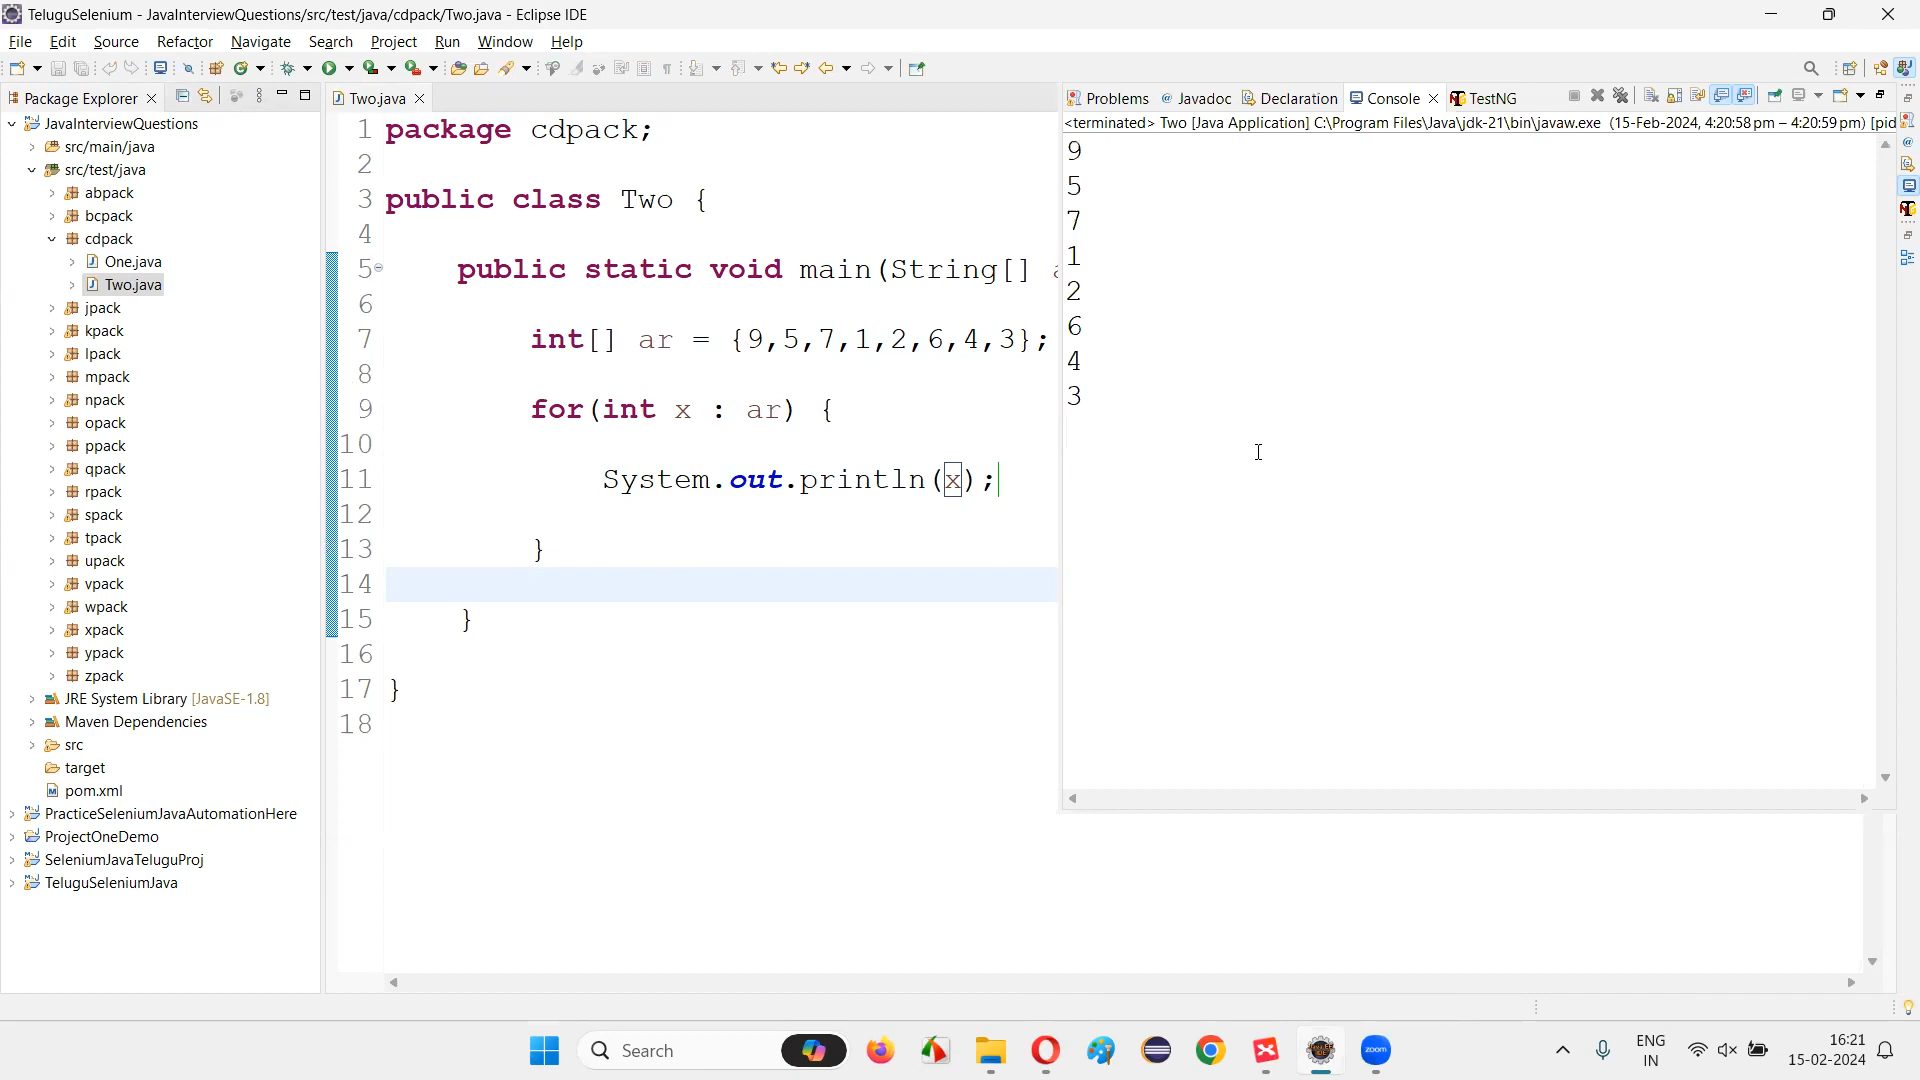 TeluguSelenium - JavaInterviewQuestions/src/test/java/cdpack/Two.java - Eclipse IDE
File Edit Source Refactor Navigate Search Project Run Window Help
Package Explorer
JavaInterviewQuestions
src/main/java
src/test/java
abpack
bcpack
cdpack
One.java
Two.java
jpack
kpack
lpack
mpack
npack
opack
ppack
qpack
rpack
spack
tpack
upack
vpack
wpack
xpack
ypack
zpack
JRE System Library [JavaSE-1.8]
Maven Dependencies
src
target
pom.xml
PracticeSeleniumJavaAutomationHere
ProjectOneDemo
SeleniumJavaTeluguProj
TeluguSeleniumJava
Two.java
1 package cdpack;
2
3 public class Two {
4
5 public static void main(String[]
6
7 int[] ar = {9,5,7,1,2,6,4,3};
8
9 for(int x : ar) {
10
11 System.out.println(x);
12
13 }
14
15 }
16
17 }
18
Problems Javadoc Declaration Console TestNG
<terminated> Two [Java Application] C:\Program Files\Java\jdk-21\bin\javaw.exe (15-Feb-2024, 4:20:58 pm – 4:20:59 pm) [pid
9
5
7
1
2
6
4
3
Search
zoom
ENG
IN
16:21
15-02-2024